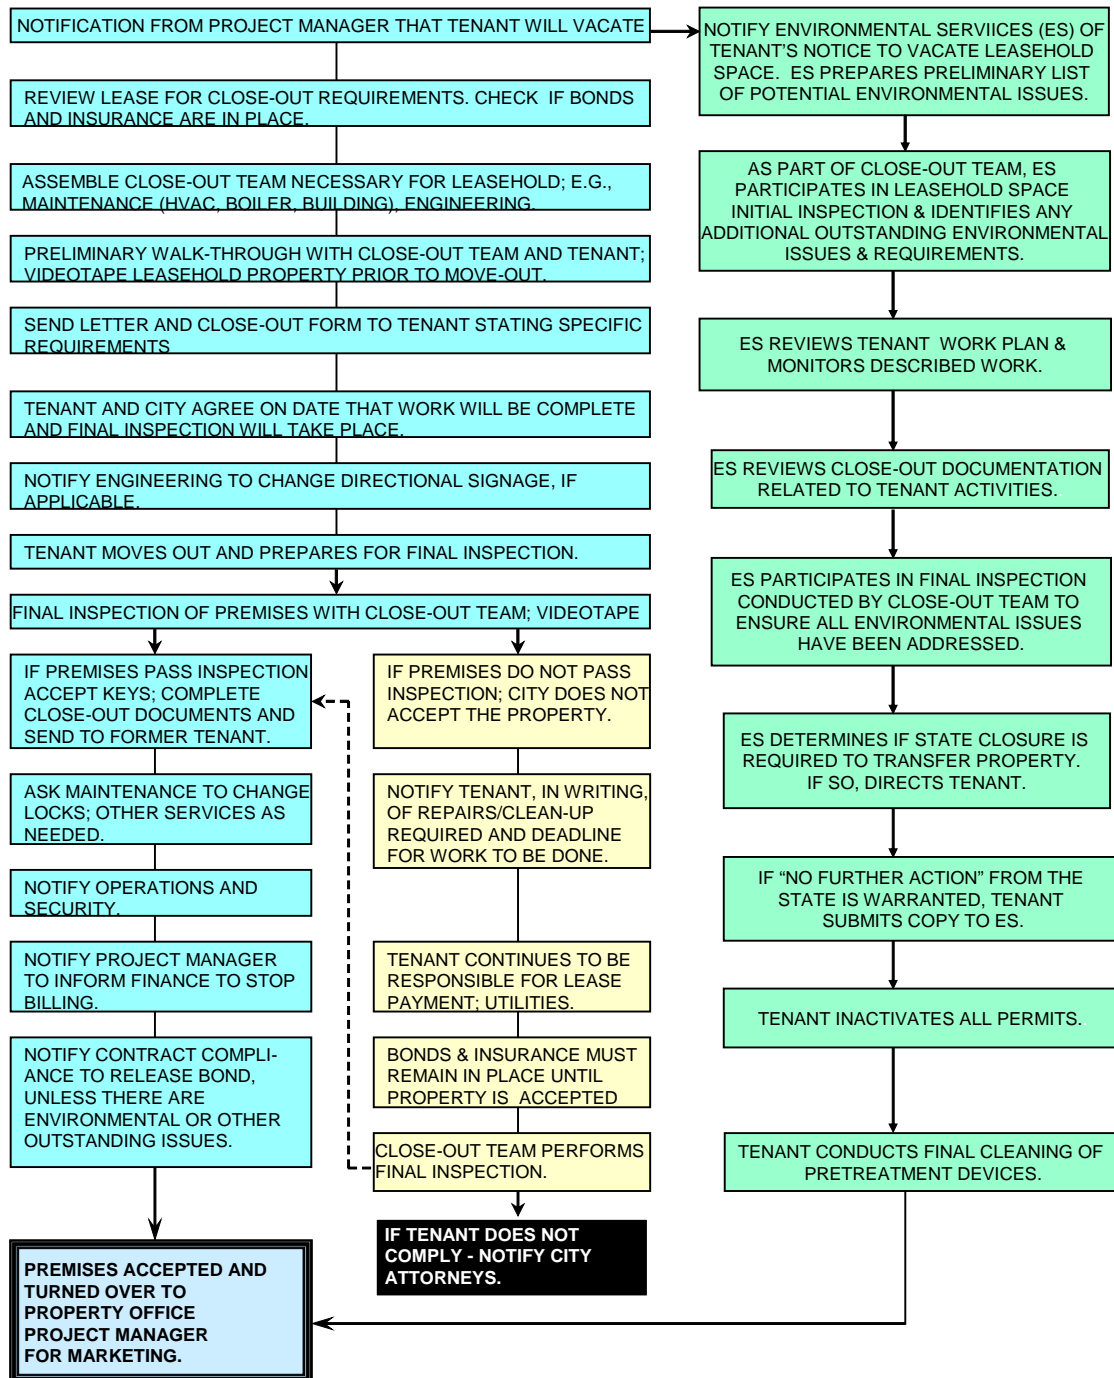 NOTIFICATION FROM PROJECT MANAGER THAT TENANT WILL VACATE
REVIEW LEASE FOR CLOSE-OUT REQUIREMENTS. CHECK IF BONDS
AND INSURANCE ARE IN PLACE.
ASSEMBLE CLOSE-OUT TEAM NECESSARY FOR LEASEHOLD; E.G.,
MAINTENANCE (HVAC, BOILER, BUILDING), ENGINEERING.
PRELIMINARY WALK-THROUGH WITH CLOSE-OUT TEAM AND TENANT;
VIDEOTAPE LEASEHOLD PROPERTY PRIOR TO MOVE-OUT.
SEND LETTER AND CLOSE-OUT FORM TO TENANT STATING SPECIFIC
REQUIREMENTS
TENANT AND CITY AGREE ON DATE THAT WORK WILL BE COMPLETE
AND FINAL INSPECTION WILL TAKE PLACE.
NOTIFY ENGINEERING TO CHANGE DIRECTIONAL SIGNAGE, IF
APPLICABLE.
TENANT MOVES OUT AND PREPARES FOR FINAL INSPECTION.
FINAL INSPECTION OF PREMISES WITH CLOSE-OUT TEAM; VIDEOTAPE
IF PREMISES PASS INSPECTION
ACCEPT KEYS; COMPLETE
CLOSE-OUT DOCUMENTS AND
SEND TO FORMER TENANT.
ASK MAINTENANCE TO CHANGE
LOCKS; OTHER SERVICES AS
NEEDED.
NOTIFY OPERATIONS AND
SECURITY.
NOTIFY PROJECT MANAGER
TO INFORM FINANCE TO STOP
BILLING.
NOTIFY CONTRACT COMPLI-
ANCE TO RELEASE BOND,
UNLESS THERE ARE
ENVIRONMENTAL OR OTHER
OUTSTANDING ISSUES.
PREMISES ACCEPTED AND
TURNED OVER TO
PROPERTY OFFICE
PROJECT MANAGER
FOR MARKETING.
IF PREMISES DO NOT PASS
INSPECTION; CITY DOES NOT
ACCEPT THE PROPERTY.
NOTIFY TENANT, IN WRITING,
OF REPAIRS/CLEAN-UP
REQUIRED AND DEADLINE
FOR WORK TO BE DONE.
TENANT CONTINUES TO BE
RESPONSIBLE FOR LEASE
PAYMENT; UTILITIES.
BONDS & INSURANCE MUST
REMAIN IN PLACE UNTIL
PROPERTY IS ACCEPTED
CLOSE-OUT TEAM PERFORMS
FINAL INSPECTION.
IF TENANT DOES NOT
COMPLY - NOTIFY CITY
ATTORNEYS.
NOTIFY ENVIRONMENTAL SERVIICES (ES) OF
TENANT'S NOTICE TO VACATE LEASEHOLD
SPACE. ES PREPARES PRELIMINARY LIST
OF POTENTIAL ENVIRONMENTAL ISSUES.
AS PART OF CLOSE-OUT TEAM, ES
PARTICIPATES IN LEASEHOLD SPACE
INITIAL INSPECTION & IDENTIFIES ANY
ADDITIONAL OUTSTANDING ENVIRONMENTAL
ISSUES & REQUIREMENTS.
ES REVIEWS TENANT WORK PLAN &
MONITORS DESCRIBED WORK.
ES REVIEWS CLOSE-OUT DOCUMENTATION
RELATED TO TENANT ACTIVITIES.
ES PARTICIPATES IN FINAL INSPECTION
CONDUCTED BY CLOSE-OUT TEAM TO
ENSURE ALL ENVIRONMENTAL ISSUES
HAVE BEEN ADDRESSED.
ES DETERMINES IF STATE CLOSURE IS
REQUIRED TO TRANSFER PROPERTY.
IF SO, DIRECTS TENANT.
IF “NO FURTHER ACTION” FROM THE
STATE IS WARRANTED, TENANT
SUBMITS COPY TO ES.
TENANT INACTIVATES ALL PERMITS.
TENANT CONDUCTS FINAL CLEANING OF
PRETREATMENT DEVICES.